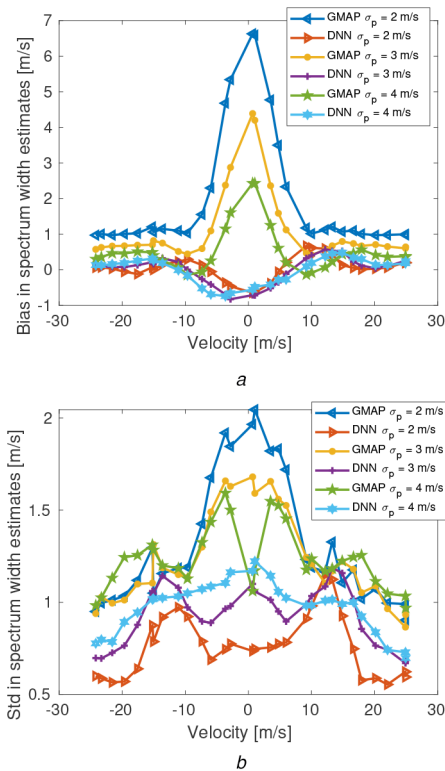 7
6
5
4
3
2
1
0
-1
Bias in spectrum width estimates [m/s]
GMAP σp = 2 m/s
DNN σp = 2 m/s
GMAP σp = 3 m/s
DNN σp = 3 m/s
GMAP σp = 4 m/s
DNN σp = 4 m/s
-30 -20 -10 0 10 20 30
Velocity [m/s]
a
2
1.5
1
0.5
Std in spectrum width estimates [m/s]
GMAP σp = 2 m/s
DNN σp = 2 m/s
GMAP σp = 3 m/s
DNN σp = 3 m/s
GMAP σp = 4 m/s
DNN σp = 4 m/s
-30 -20 -10 0 10 20 30
Velocity [m/s]
b